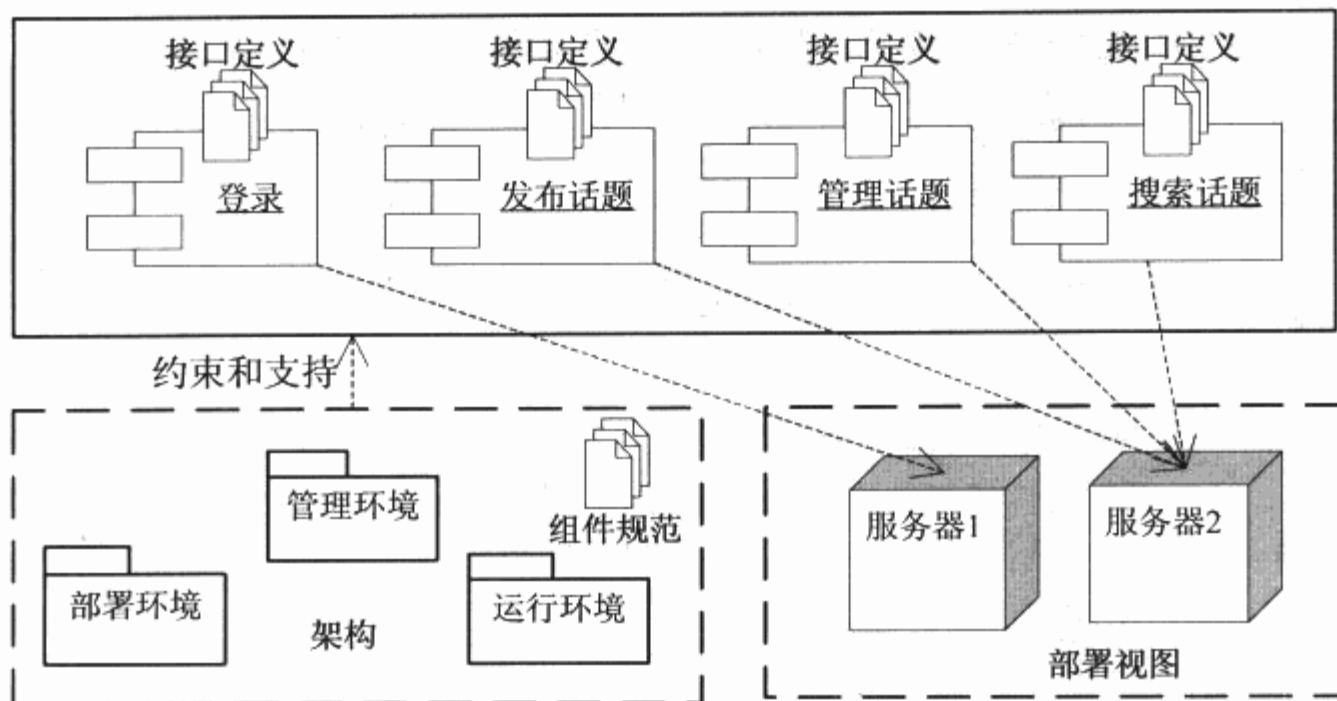 接口定义
接口定义
接口定义
接口定义
登录
发布话题
管理话题
搜索话题
约束和支持
管理环境
组件规范
部署环境
运行环境
架构
服务器1
服务器2
部署视图